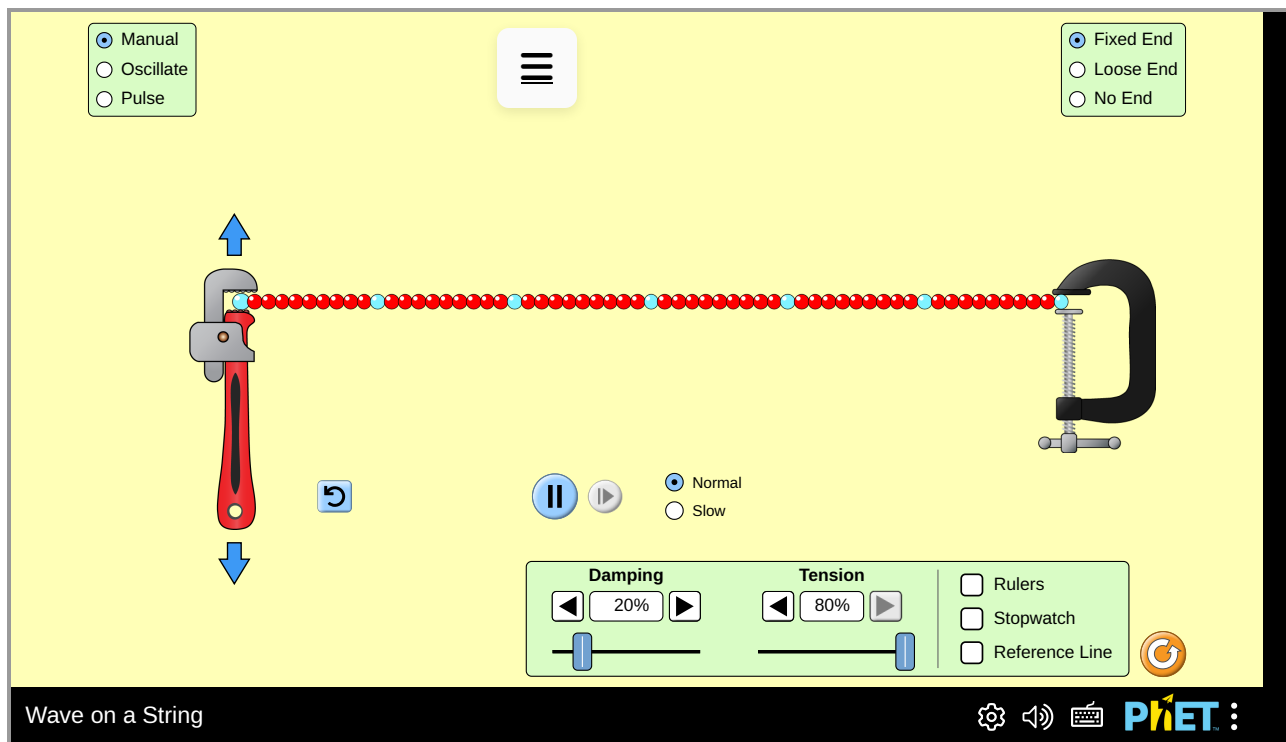 Manual
Oscillate
Pulse
Fixed End
Loose End
No End
Normal
Slow
Damping
20%
Tension
80%
Rulers
Stopwatch
Reference Line
Wave on a String
PhET